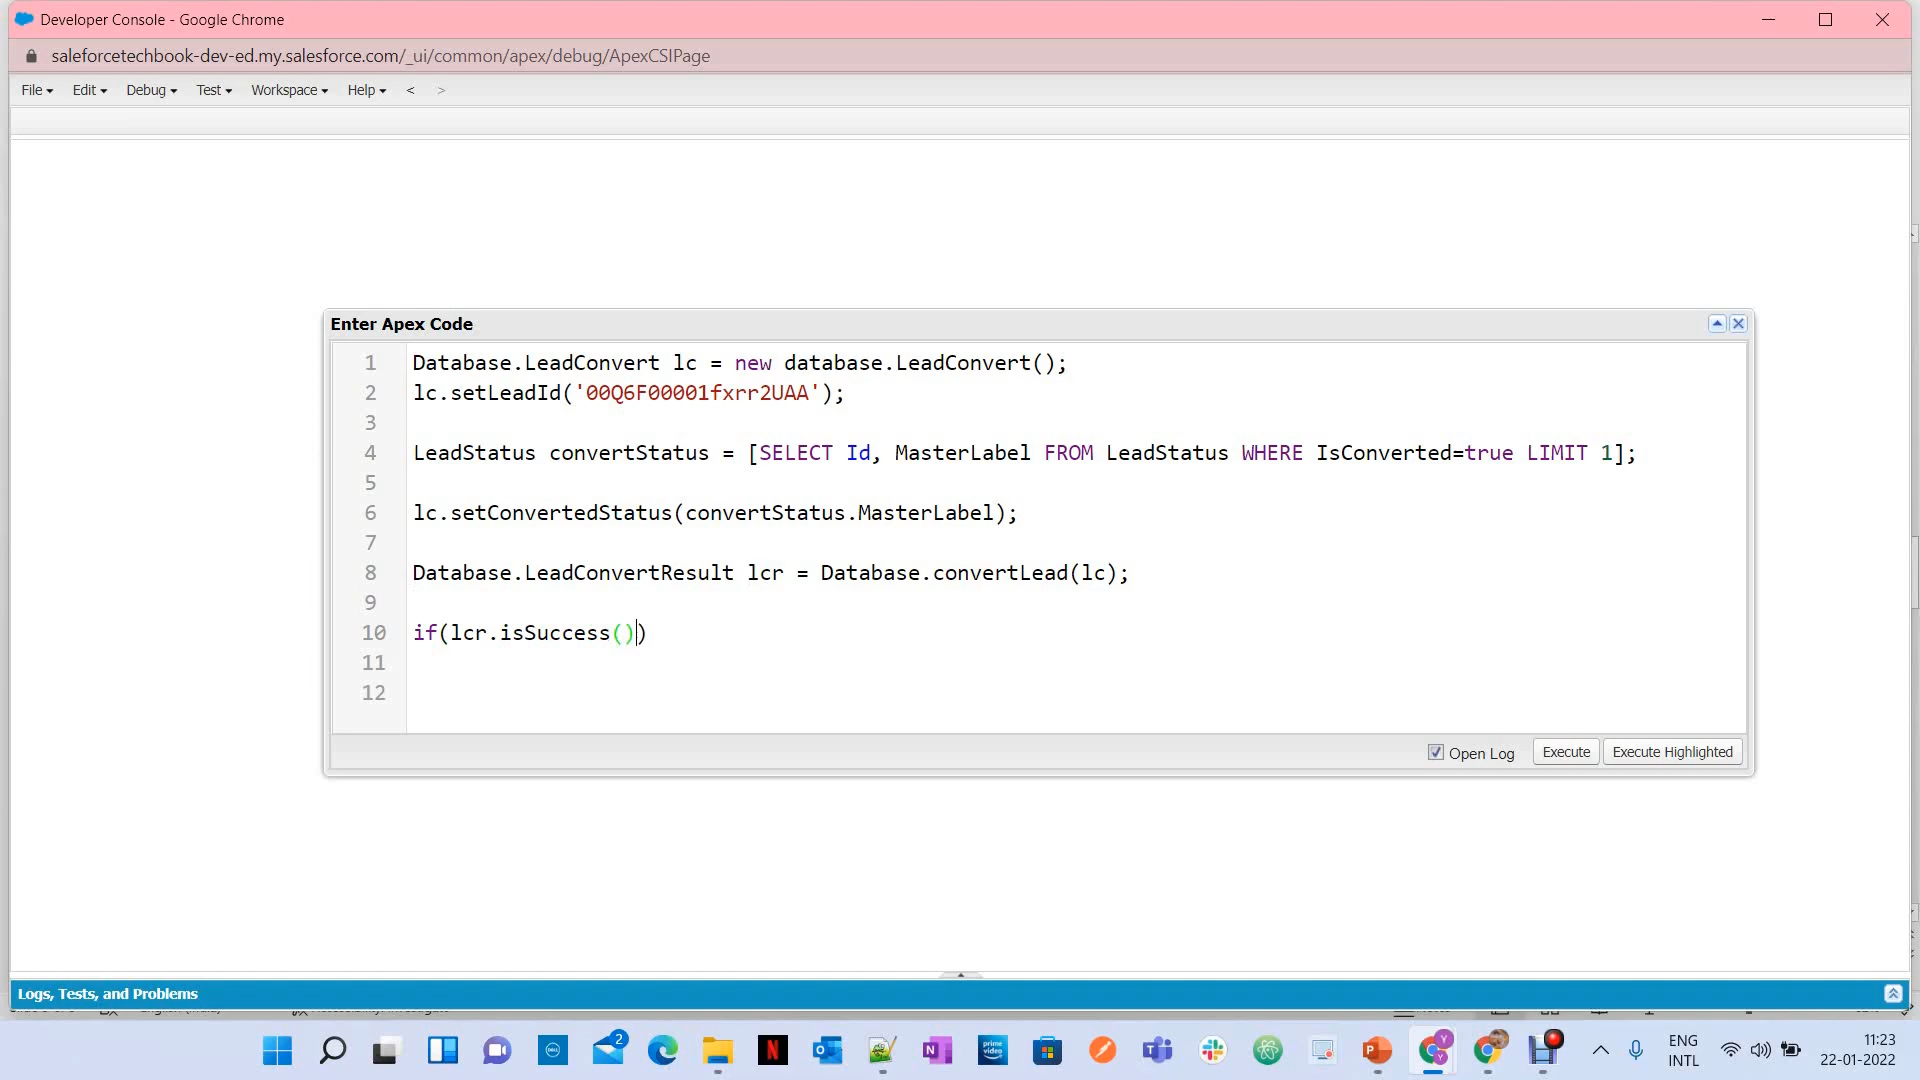 Developer Console - Google Chrome
saleforcetechbook-dev-ed.my.salesforce.com/_ui/common/apex/debug/ApexCSIPage
File Edit Debug Test Workspace Help < >
Enter Apex Code
1 Database.LeadConvert lc = new database.LeadConvert();
2 lc.setLeadId('00Q6F00001fxrr2UAA');
3
4 LeadStatus convertStatus = [SELECT Id, MasterLabel FROM LeadStatus WHERE IsConverted=true LIMIT 1];
5
6 lc.setConvertedStatus(convertStatus.MasterLabel);
7
8 Database.LeadConvertResult lcr = Database.convertLead(lc);
9
10 if(lcr.isSuccess())
11
12
Open Log Execute Execute Highlighted
Logs, Tests, and Problems
2
prime video
ENG
INTL
11:23
22-01-2022